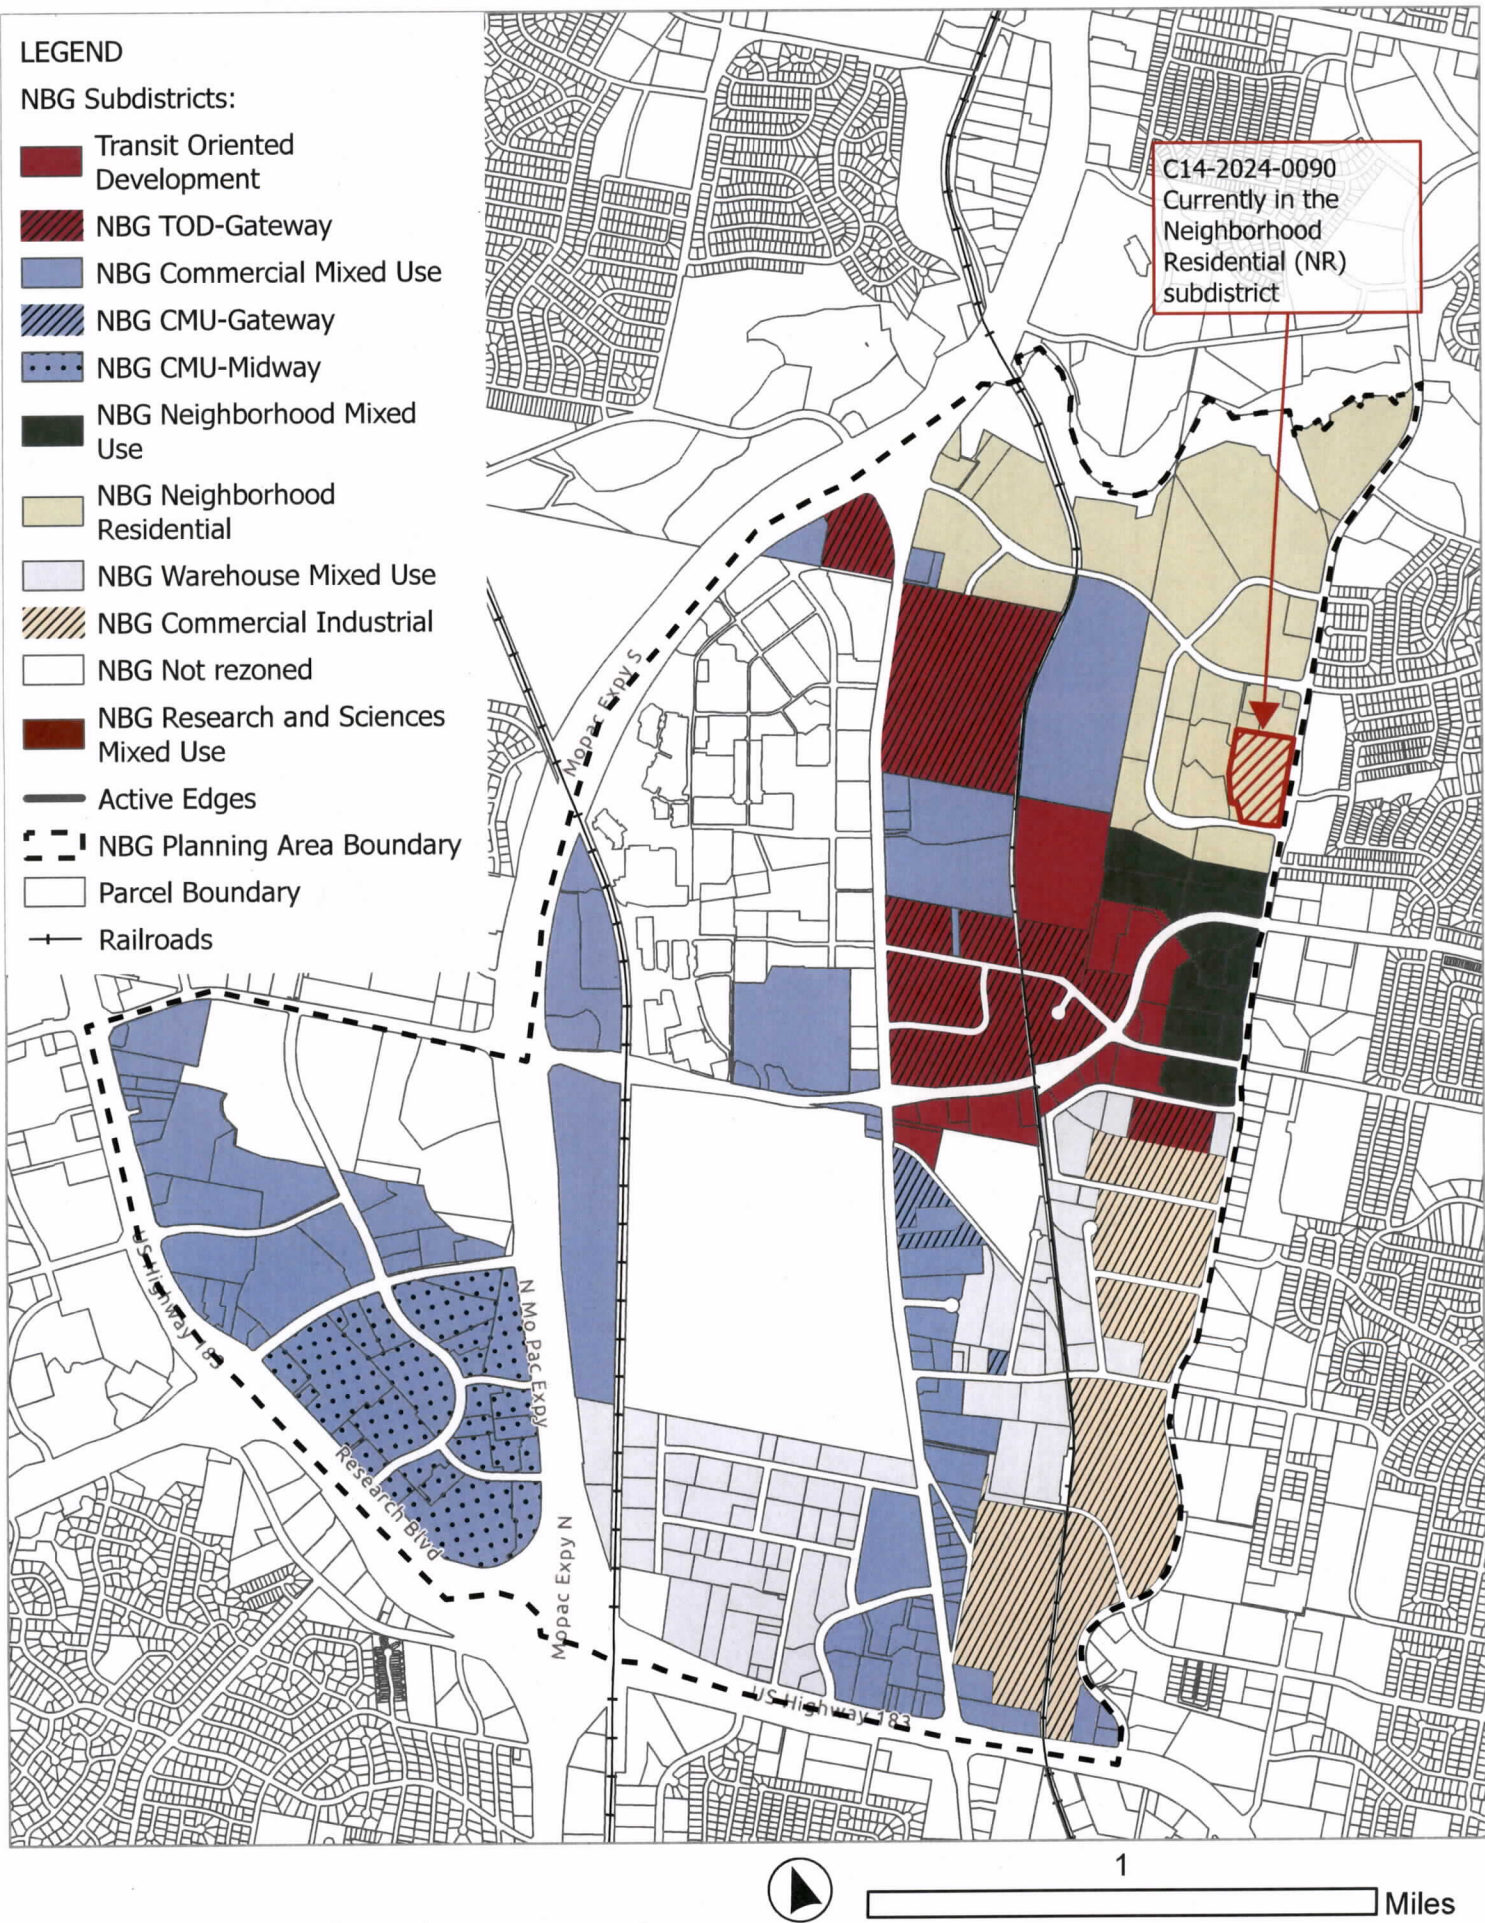 LEGEND
NBG Subdistricts:
Transit Oriented
Development
NBG TOD-Gateway
NBG Commercial Mixed Use
NBG CMU-Gateway
NBG CMU-Midway
NBG Neighborhood Mixed
Use
NBG Neighborhood
Residential
NBG Warehouse Mixed Use
NBG Commercial Industrial
NBG Not rezoned
NBG Research and Sciences
Mixed Use
Active Edges
NBG Planning Area Boundary
Parcel Boundary
Railroads
C14-2024-0090
Currently in the
Neighborhood
Residential (NR)
subdistrict
Mopac Expy S
US Highway 183
N Mo Pac Expy
Research Blvd
Mopac Expy N
US Highway 183
1
Miles